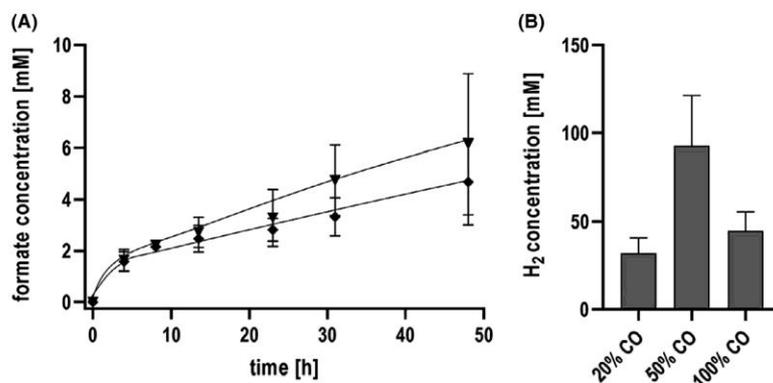 (A)
formate concentration [mM]
10
8
6
4
2
0
0 10 20 30 40 50
time [h]
(B)
H2 concentration [mM]
150
100
50
0
20% CO 50% CO 100% CO